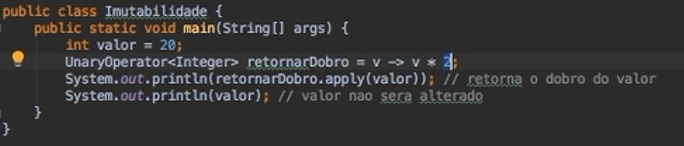 public class Imutabilidade {
public static void main(String[] args) {
int valor = 20;
UnaryOperator<Integer> retornarDobro = v -> v * 2;
System.out.println(retornarDobro.apply(valor)); // retorna o dobro do valor
System.out.println(valor); // valor nao sera alterado
}
}